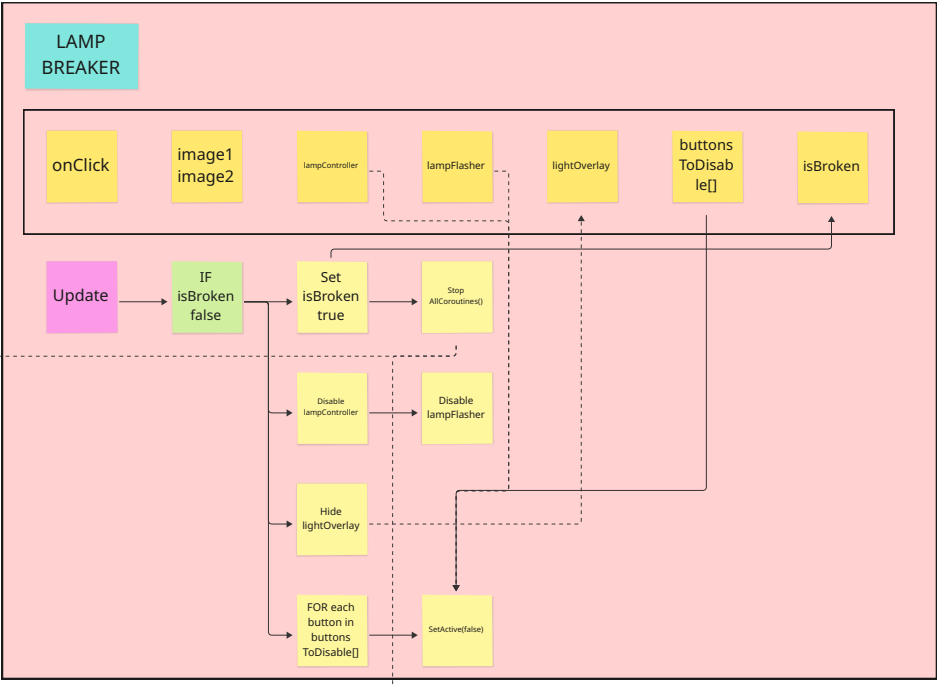 LAMP
BREAKER
onClick
image1
image2
lampController
lampFlasher
lightOverlay
buttons
ToDisab
le[]
isBroken
Update
IF
isBroken
false
Set
isBroken
true
Stop
AllCoroutines()
Disable
lampController
Disable
lampFlasher
Hide
lightOverlay
FOR each
button in
buttons
ToDisable[]
SetActive(false)